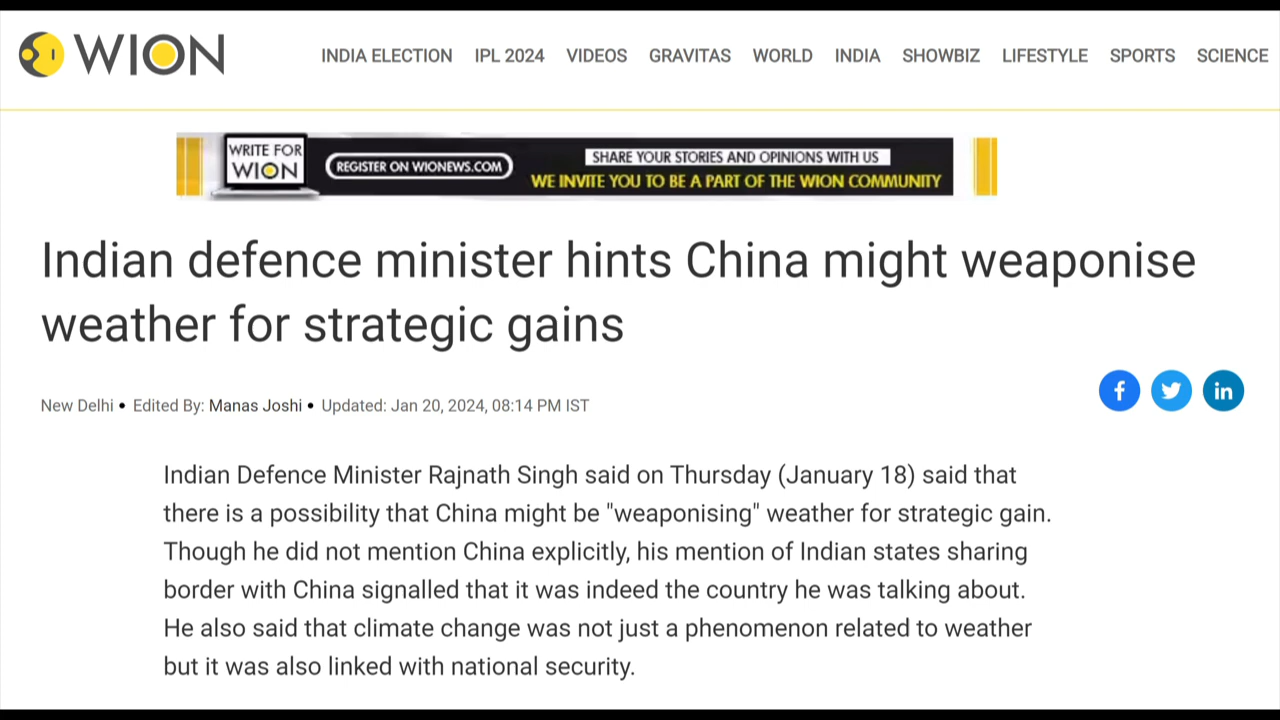 WION
INDIA ELECTION IPL 2024 VIDEOS GRAVITAS WORLD INDIA SHOWBIZ LIFESTYLE SPORTS SCIENCE
WRITE FOR
WION
REGISTER ON WIONEWS.COM
SHARE YOUR STORIES AND OPINIONS WITH US
WE INVITE YOU TO BE A PART OF THE WION COMMUNITY
Indian defence minister hints China might weaponise
weather for strategic gains
New Delhi • Edited By: Manas Joshi • Updated: Jan 20, 2024, 08:14 PM IST
f
in
Indian Defence Minister Rajnath Singh said on Thursday (January 18) said that
there is a possibility that China might be "weaponising" weather for strategic gain.
Though he did not mention China explicitly, his mention of Indian states sharing
border with China signalled that it was indeed the country he was talking about.
He also said that climate change was not just a phenomenon related to weather
but it was also linked with national security.